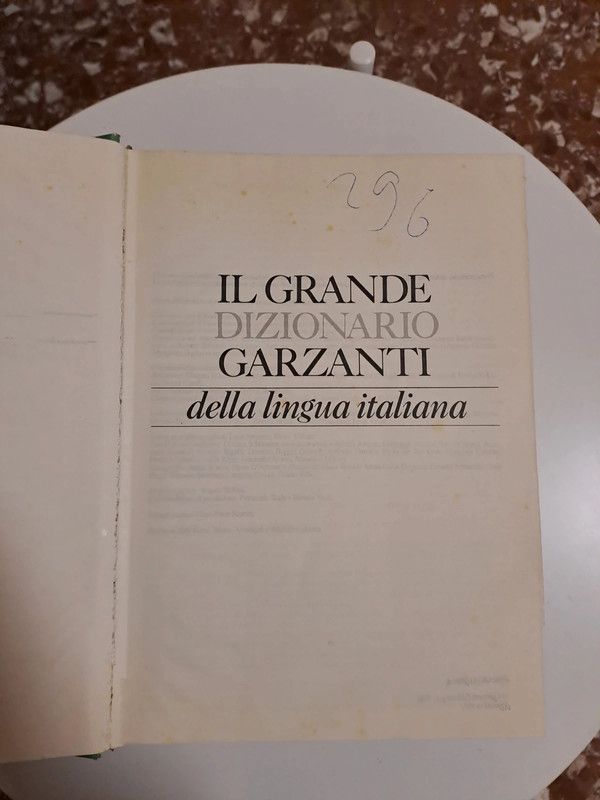 296
IL GRANDE
DIZIONARIO
GARZANTI
della lingua italiana